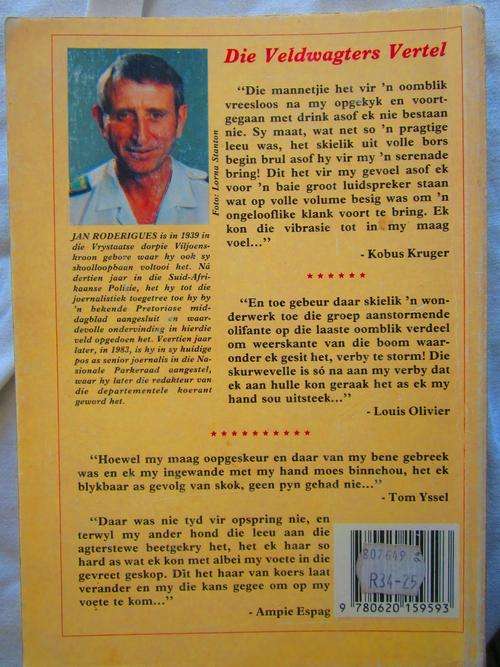 Die Veldwagters Vertel
“Die mannetjie het vir ’n oomblik
vreesloos na my opgekyk en voort-
gegaan met drink asof ek nie bestaan
nie. Sy maat, wat net so ’n pragtige
leeu was, het skielik uit volle bors
begin brul asof hy vir my ’n serenade
bring! Dit het vir my gevoel asof ek
voor ’n baie groot luidspreker staan
wat op volle volume besig was om ’n
ongelooflike klank voort te bring. Ek
kon die vibrasie tot in my maag
voel...”
- Kobus Kruger
Foto: Lorna Stanton
JAN RODERIGUES is in 1939 in
die Vrystaatse dorpie Viljoens-
kroon gebore waar hy ook sy
skoolloopbaan voltooi het. Ná
dertien jaar in die Suid-Afri-
kaanse Polisie, het hy tot die
joernalistiek toegetree toe hy by
’n bekende Pretoriase mid-
dagblad aangesluit en waar-
devolle ondervinding in hierdie
veld opgedoen het. Veertien jaar
later, in 1983, is hy in sy huidige
pos as senior joernalis in die Na-
sionale Parkeraad aangestel,
waar hy later die redakteur van
die departementele koerant
geword het.
“En toe gebeur daar skielik ’n won-
derwerk toe die groep aanstormende
olifante op die laaste oomblik verdeel
om weerskante van die boom waar-
onder ek gesit het, verby te storm! Die
skurwevelle is só na aan my verby dat
ek aan hulle kon geraak het as ek my
hand sou uitsteek...”
- Louis Olivier
“Hoewel my maag oopgeskeur en daar van my bene gebreek
was en ek my ingewande met my hand moes binnehou, het ek
blykbaar as gevolg van skok, geen pyn gehad nie...”
- Tom Yssel
“Daar was nie tyd vir opspring nie, en
terwyl my ander hond die leeu aan die
agterstewe beetgekry het, het ek haar so
hard as wat ek kon met albei my voete in die
gevreet geskop. Dit het haar van koers laat
verander en my die kans gegee om op my
voete te kom...”
- Ampie Espag
807649 2
R34-25
9 780620 159593